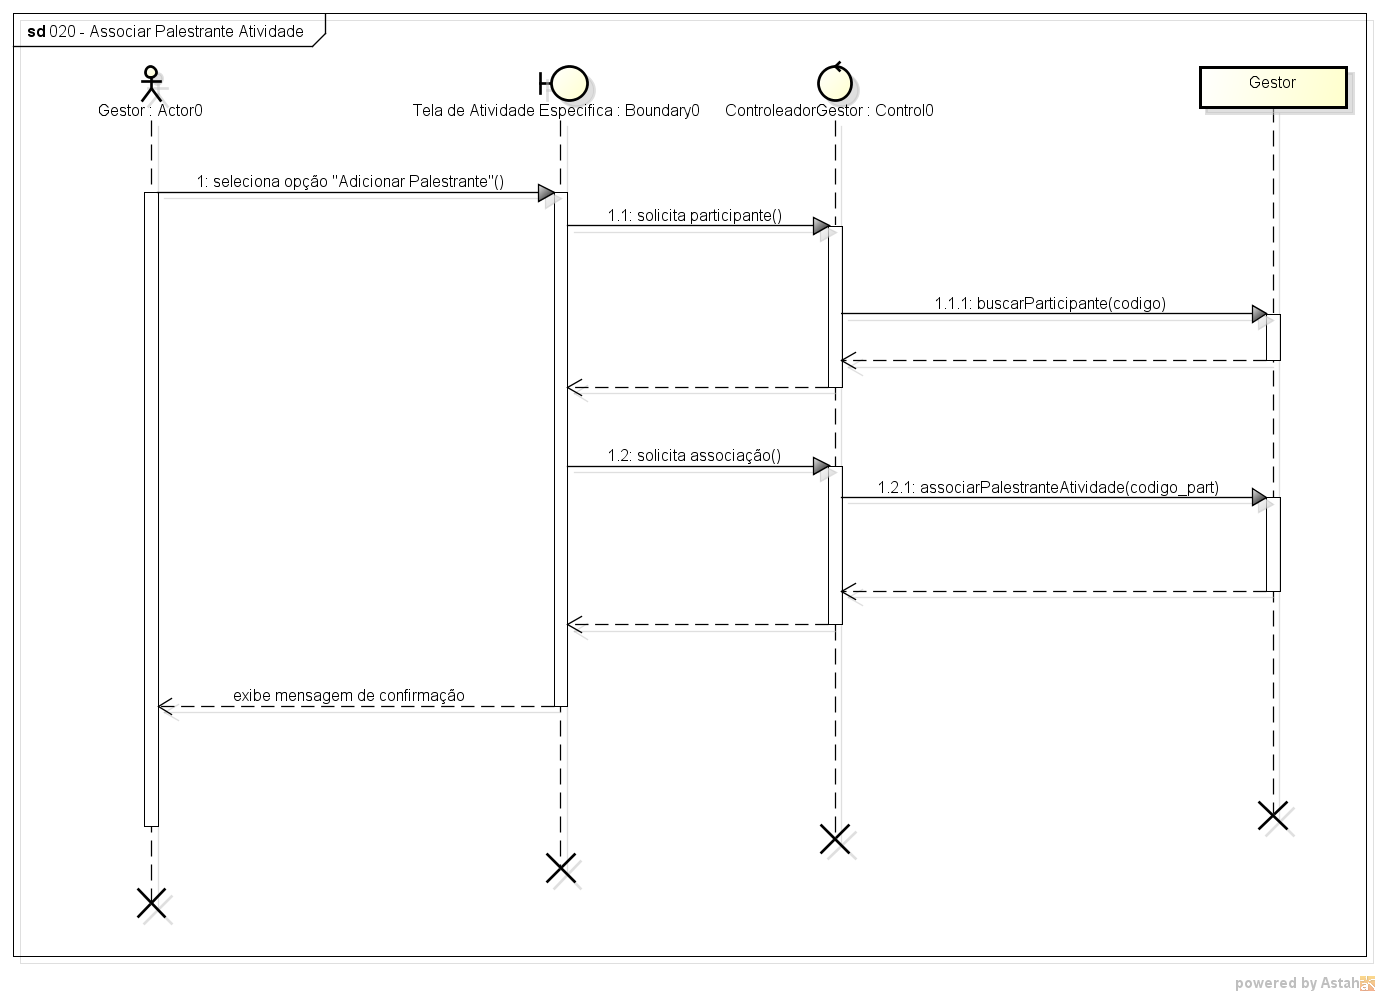 sd 020 - Associar Palestrante Atividade
Gestor : Actor0
Tela de Atividade Especifica : Boundary0
ControleadorGestor : Control0
Gestor
1: seleciona opção "Adicionar Palestrante"()
1.1: solicita participante()
1.1.1: buscarParticipante(codigo)
1.2: solicita associação()
1.2.1: associarPalestranteAtividade(codigo_part)
exibe mensagem de confirmação
powered by Astah